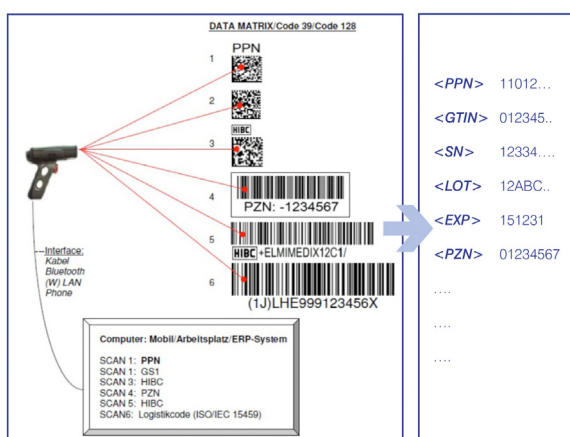 DATA MATRIX/Code 39/Code 128
PPN
1
2
HIBC
3
4
PZN: -1234567
5
HIBC +ELMIMEDIX12C1/
6
(1J)LHE999123456X
Interface:
Kabel
Bluetooth
(W) LAN
Phone
Computer: Mobil/Arbeitsplatz/ERP-System
SCAN 1: PPN
SCAN 1: GS1
SCAN 3: HIBC
SCAN 4: PZN
SCAN 5: HIBC
SCAN6: Logistikcode (ISO/IEC 15459)
<PPN> 11012...
<GTIN> 012345..
<SN> 12334....
<LOT> 12ABC..
<EXP> 151231
<PZN> 01234567
....
....
....